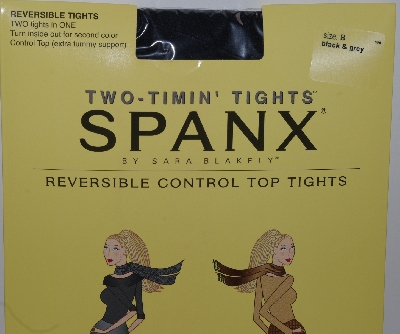 REVERSIBLE TIGHTS
TWO tights in ONE
Turn inside out for second color
Control Top (extra tummy support)
size: B
black & grey
TWO-TIMIN' TIGHTS™
SPANX®
BY SARA BLAKELY®
REVERSIBLE CONTROL TOP TIGHTS